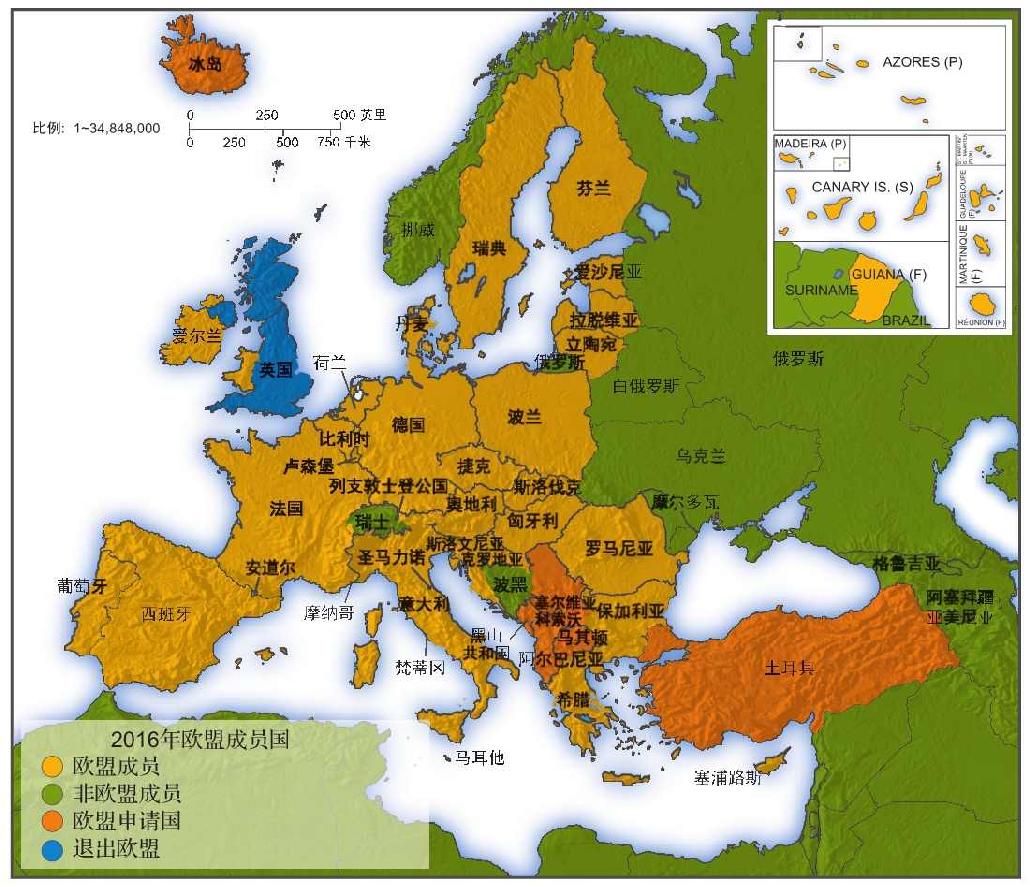 冰岛
0 250 500 英里
比例: 1~34,848,000
0 250 500 750 千米
AZORES (P)
MADEIRA (P)
CANARY IS. (S)
GUADELOUPE (F)
MARTINIQUE (F)
GUIANA (F)
SURINAME
BRAZIL
REUNION (F)
芬兰
挪威
瑞典
爱沙尼亚
拉脱维亚
丹麦
立陶宛
爱尔兰
俄罗斯
俄罗斯
荷兰
英国
白俄罗斯
波兰
德国
比利时
乌克兰
卢森堡
捷克
列支敦士登公国
斯洛伐克
奥地利
摩尔多瓦
法国
瑞士
匈牙利
斯洛文尼亚
罗马尼亚
圣马力诺
克罗地亚
格鲁吉亚
安道尔
波黑
葡萄牙
阿塞拜疆
塞尔维亚
意大利
西班牙
摩纳哥
科索沃
保加利亚
亚美尼亚
黑山
共和国
马其顿
梵蒂冈
阿尔巴尼亚
土耳其
希腊
马耳他
塞浦路斯
2016年欧盟成员国
欧盟成员
非欧盟成员
欧盟申请国
退出欧盟